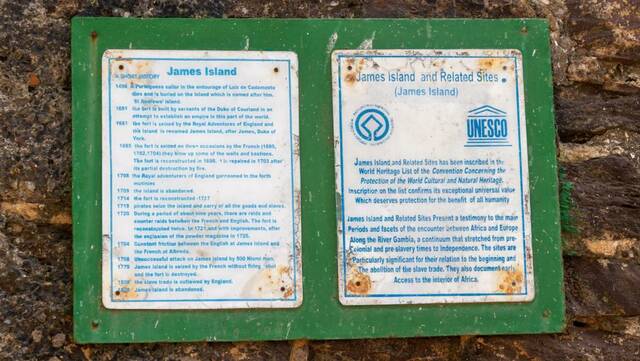 James Island
A SHORT HISTORY
Portuguese sailor in the entourage of Luis de Cadamosto
dies and is buried on the island which is named after him.
St Andrews' island.
1651 the fort is built by servants of the Duke of Courland in an
attempt to establish an empire in this part of the world.
1661 the fort is seized by the Royal Adventures of England and
the island is renamed James Island, after James, Duke of
York.
the fort is seized on three occasions by the French (1695,
1702,1704) they blow up some of the walls and bastions.
The fort is reconstructed in 1698. It is repaired in 1703 after
its partial destruction by fire.
1708 the Royal adventurers of England garrisoned in the forth
mutinies
1709 the island is abandoned.
1714 the fort is reconstructed -1717
pirates seize the island and carry of all the goods and slaves.
1720 During a period of about nine years, there are raids and
counter raids between the French and English. The fort is
reconstructed twice. In 1721 and with improvements, after
the explosion of the powder magazine in 1725.
Constant friction between the English at James Island and
the French at Albreda.
1768 Unsuccessful attack on James island by 500 Niumi men.
1779 James Island is seized by the French without firing shot
and the fort is destroyed.
the slave trade is outlawed by England.
James Island is abandoned.
James Island and Related Sites
(James Island)
UNESCO
James Island and Related Sites has been inscribed in the
World Heritage List of the Convention Concerning the
Protection of the World Cultural and Natural Heritage.
Inscription on the list confirms its exceptional universal value
Which deserves protection for the benefit of all humanity
James Island and Related Sites Present a testimony to the main
Periods and facets of the encounter between Africa and Europe
Along the River Gambia, a continum that stretched from pre-
Colonial and pre-slavery times to Independence. The sites are
Particularly significant for their relation to the beginning and
The abolition of the slave trade. They also document early
Access to the interior of Africa.